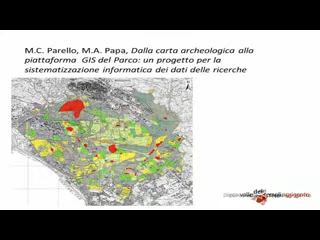 M.C. Parello, M.A. Papa, Dalla carta archeologica alla
piattaforma GIS del Parco: un progetto per la
sistematizzazione informatica dei dati delle ricerche